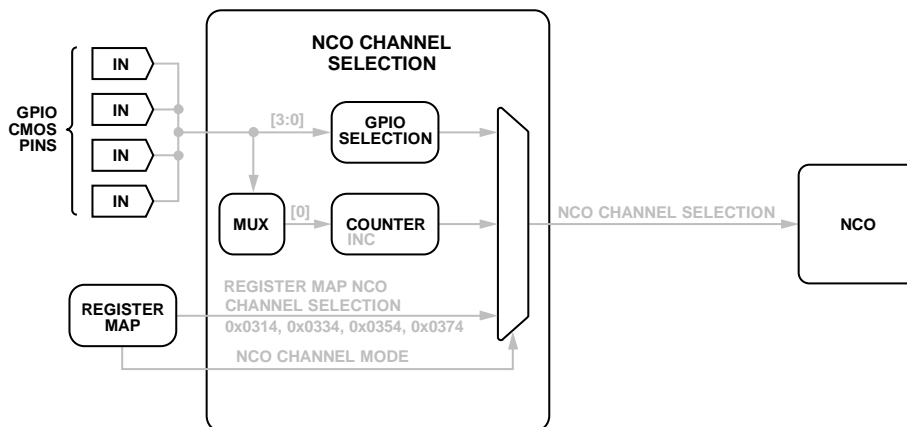 NCO CHANNEL
SELECTION
IN
IN
IN
IN
GPIO
CMOS
PINS
[3:0]
GPIO
SELECTION
MUX
[0]
COUNTER
INC
NCO CHANNEL SELECTION
NCO
REGISTER
MAP
REGISTER MAP NCO
CHANNEL SELECTION
0x0314, 0x0334, 0x0354, 0x0374
NCO CHANNEL MODE